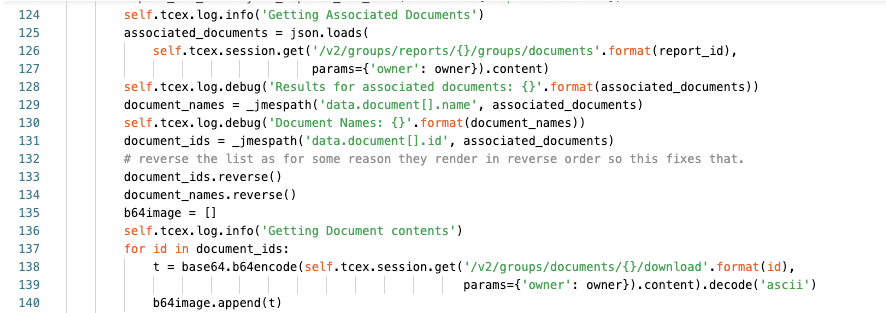 124 self.tcex.log.info('Getting Associated Documents')
125 associated_documents = json.loads(
126 self.tcex.session.get('/v2/groups/reports/{}/groups/documents'.format(report_id),
127 params={'owner': owner}).content)
128 self.tcex.log.debug('Results for associated documents: {}'.format(associated_documents))
129 document_names = _jmespath('data.document[].name', associated_documents)
130 self.tcex.log.debug('Document Names: {}'.format(document_names))
131 document_ids = _jmespath('data.document[].id', associated_documents)
132 # reverse the list as for some reason they render in reverse order so this fixes that.
133 document_ids.reverse()
134 document_names.reverse()
135 b64image = []
136 self.tcex.log.info('Getting Document contents')
137 for id in document_ids:
138 t = base64.b64encode(self.tcex.session.get('/v2/groups/documents/{}/download'.format(id),
139 params={'owner': owner}).content).decode('ascii')
140 b64image.append(t)